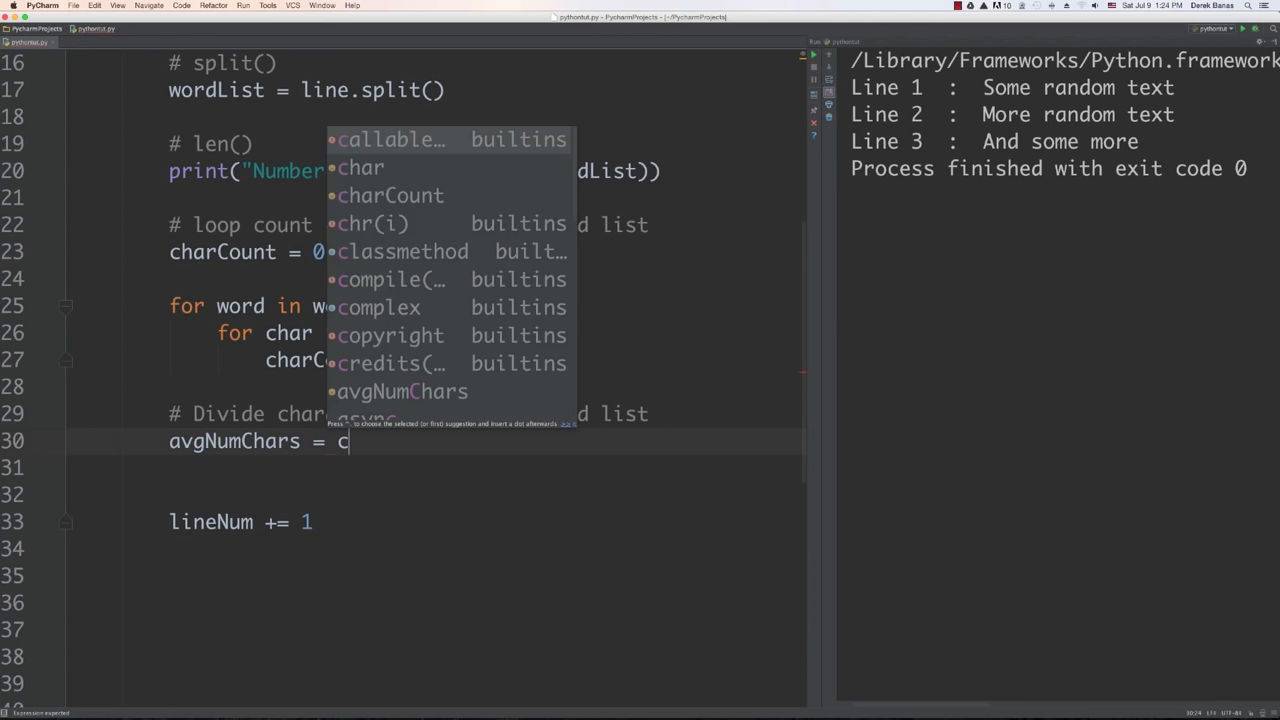 PyCharm File Edit View Navigate Code Refactor Run Tools VCS Window Help
10 Sat Jul 9 1:24 PM Derek Banas
pythontut.py - PycharmProjects - [~/PycharmProjects]
PycharmProjects pythontut.py
pythontut
pythontut.py
Run pythontut
16 # split()
17 wordList = line.split()
18
19 # len()
20 print("Number dList))
21
22 # loop count d list
23 charCount = 0
24
25 for word in w
26 for char
27 charC
28
29 # Divide char d list
30 avgNumChars = c
31
32
33 lineNum += 1
34
35
36
37
38
39
callable… builtins
char
charCount
chr(i) builtins
classmethod built…
compile(… builtins
complex builtins
copyright builtins
credits(… builtins
avgNumChars
async
Press ^. to choose the selected (or first) suggestion and insert a dot afterwards >>
/Library/Frameworks/Python.framework
Line 1 : Some random text
Line 2 : More random text
Line 3 : And some more
Process finished with exit code 0
Expression expected
30:24 LF÷ UTF-8÷